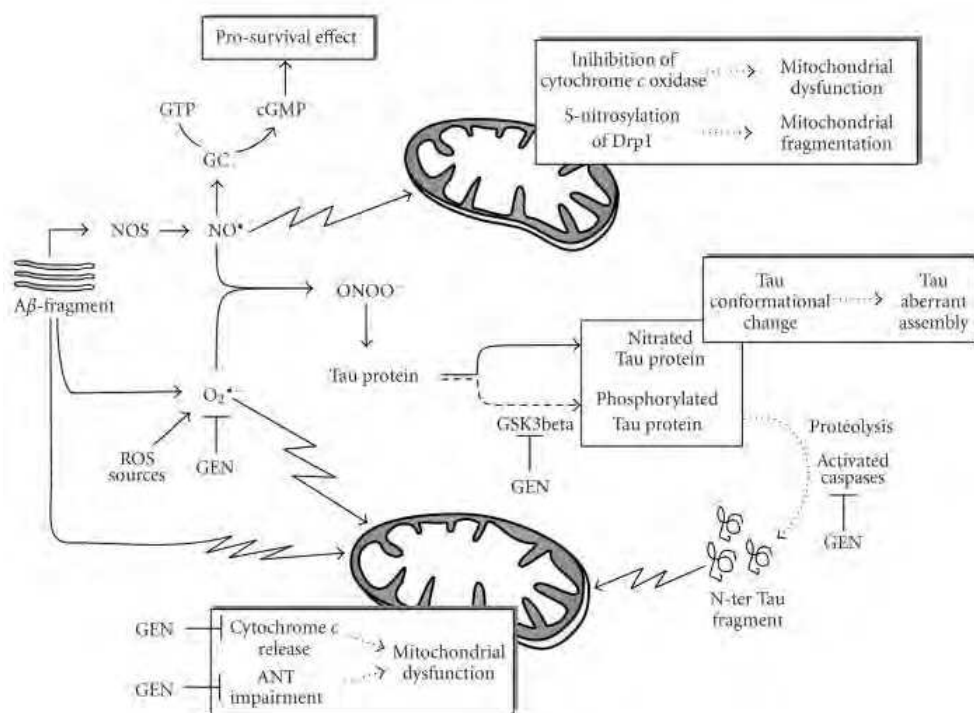 Pro-survival effect
GTP
cGMP
GC
NOS
NO•
Aβ-fragment
ONOO−
Inihibition of
cytochrome c oxidase
Mitochondrial
dysfunction
S-nitrosylation
of Drp1
Mitochondrial
fragmentation
Tau
conformational
change
Tau
aberrant
assembly
Tau protein
Nitrated
Tau protein
Phosphorylated
Tau protein
O2•−
ROS
sources
GEN
GSK3beta
GEN
Proteolysis
Activated
caspases
GEN
N-ter Tau
fragment
GEN
Cytochrome c
release
Mitochondrial
dysfunction
GEN
ANT
impairment